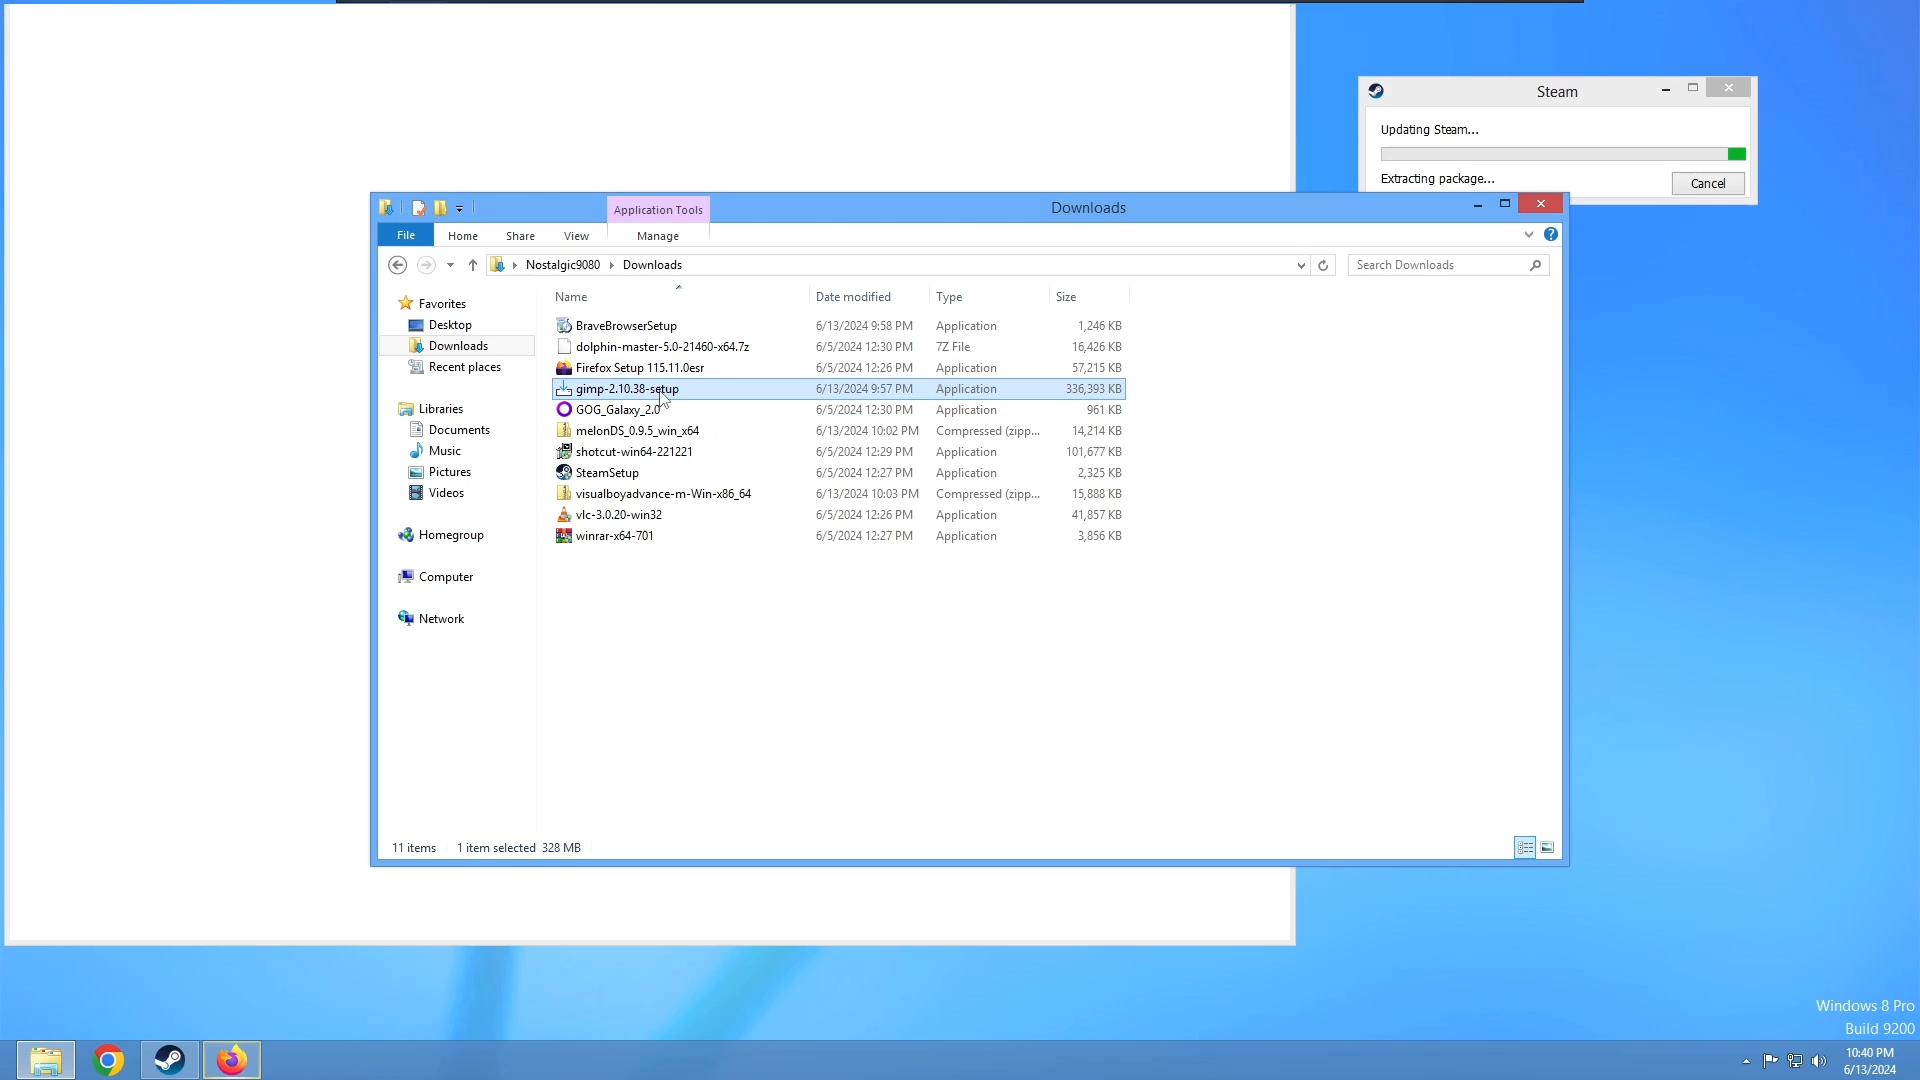 Steam
Updating Steam...
Extracting package...
Cancel
Application Tools
Downloads
File
Home
Share
View
Manage
Nostalgic9080
Downloads
Search Downloads
Name
Date modified
Type
Size
Favorites
Desktop
Downloads
Recent places
Libraries
Documents
Music
Pictures
Videos
Homegroup
Computer
Network
BraveBrowserSetup 6/13/2024 9:58 PM Application 1,246 KB
dolphin-master-5.0-21460-x64.7z 6/5/2024 12:30 PM 7Z File 16,426 KB
Firefox Setup 115.11.0esr 6/5/2024 12:26 PM Application 57,215 KB
gimp-2.10.38-setup 6/13/2024 9:57 PM Application 336,393 KB
GOG_Galaxy_2.0 6/5/2024 12:30 PM Application 961 KB
melonDS_0.9.5_win_x64 6/13/2024 10:02 PM Compressed (zipp... 14,214 KB
shotcut-win64-221221 6/5/2024 12:29 PM Application 101,677 KB
SteamSetup 6/5/2024 12:27 PM Application 2,325 KB
visualboyadvance-m-Win-x86_64 6/13/2024 10:03 PM Compressed (zipp... 15,888 KB
vlc-3.0.20-win32 6/5/2024 12:26 PM Application 41,857 KB
winrar-x64-701 6/5/2024 12:27 PM Application 3,856 KB
11 items 1 item selected 328 MB
Windows 8 Pro
Build 9200
10:40 PM
6/13/2024